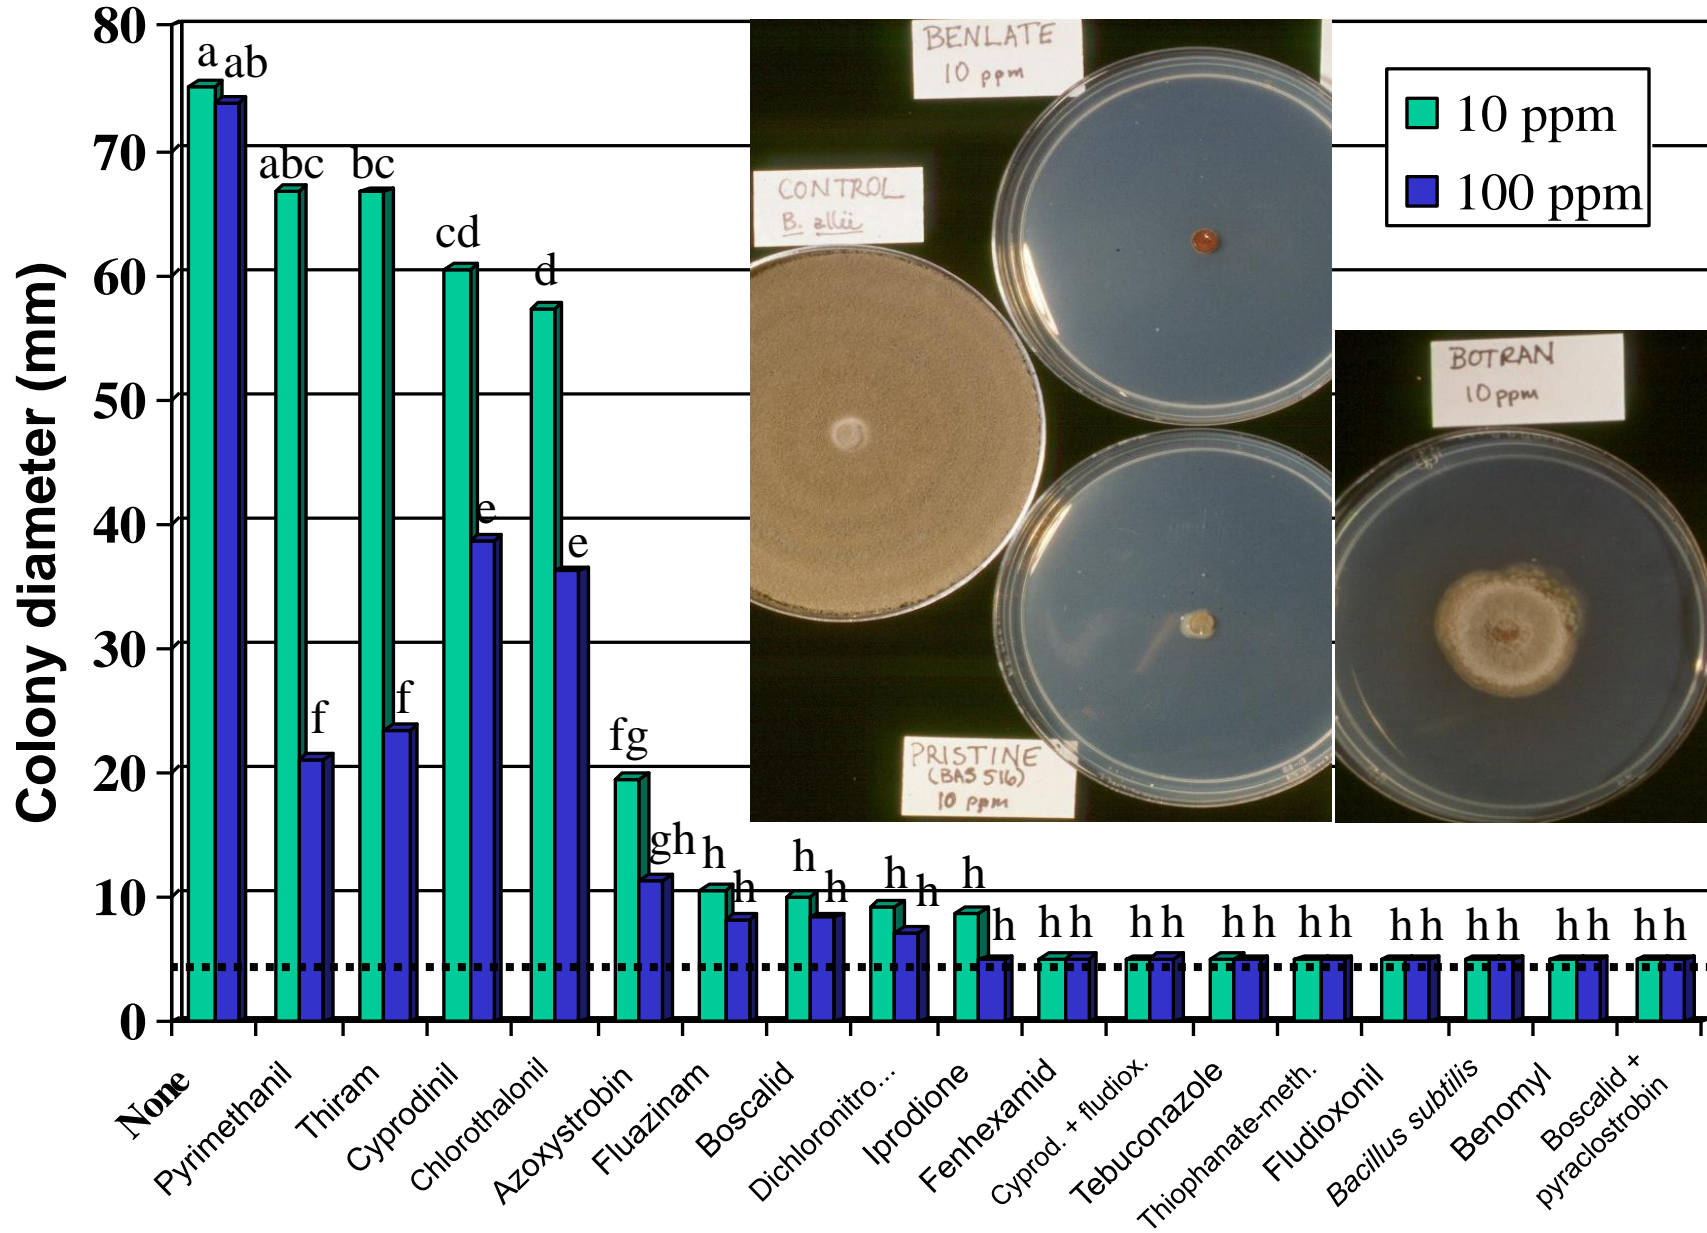 80
70
60
50
40
30
20
10
0
Colony diameter (mm)
a
ab
abc
f
bc
f
cd
e
d
e
fg
gh
h
h
h
h
h
h
h
h
h h
h h
h h
h h
h h
h h
h h
h h
None
Pyrimethanil
Thiram
Cyprodinil
Chlorothalonil
Azoxystrobin
Fluazinam
Boscalid
Dichloronitro...
Iprodione
Fenhexamid
Cyprod. + fludiox.
Tebuconazole
Thiophanate-meth.
Fludioxonil
Bacillus subtilis
Benomyl
Boscalid +
pyraclostrobin
10 ppm
100 ppm
BENLATE
10 ppm
CONTROL
B. allii
PRISTINE
(BAS 516)
10 ppm
BOTRAN
10 ppm